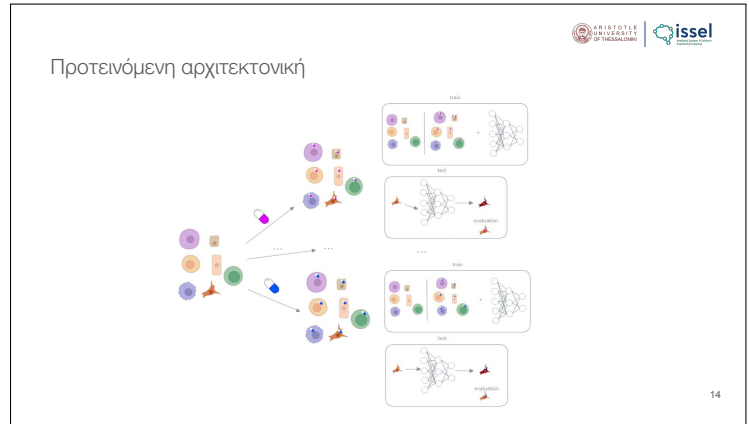 ARISTOTLE
UNIVERSITY
OF THESSALONIKI
issel
Προτεινόμενη αρχιτεκτονική
train
+
test
evaluation
...
...
...
train
+
test
evaluation
14